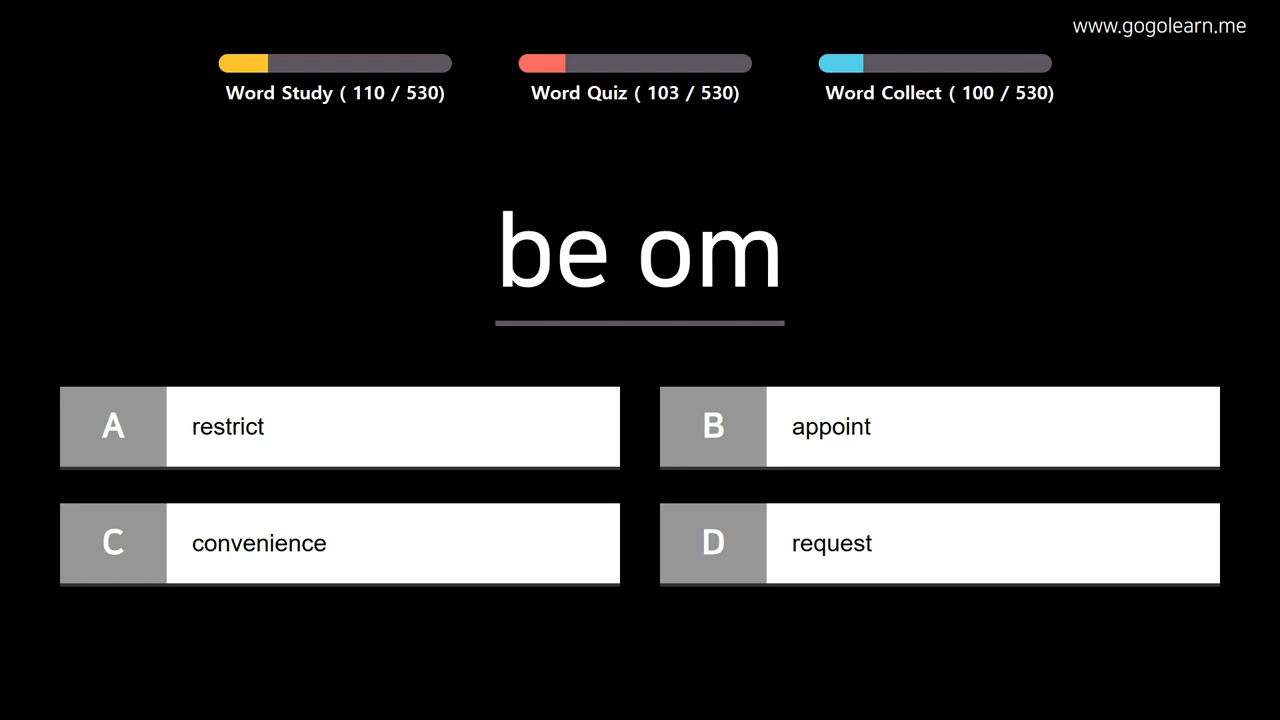 www.gogolearn.me
Word Study ( 110 / 530)
Word Quiz ( 103 / 530)
Word Collect ( 100 / 530)
be om
A restrict
B appoint
C convenience
D request